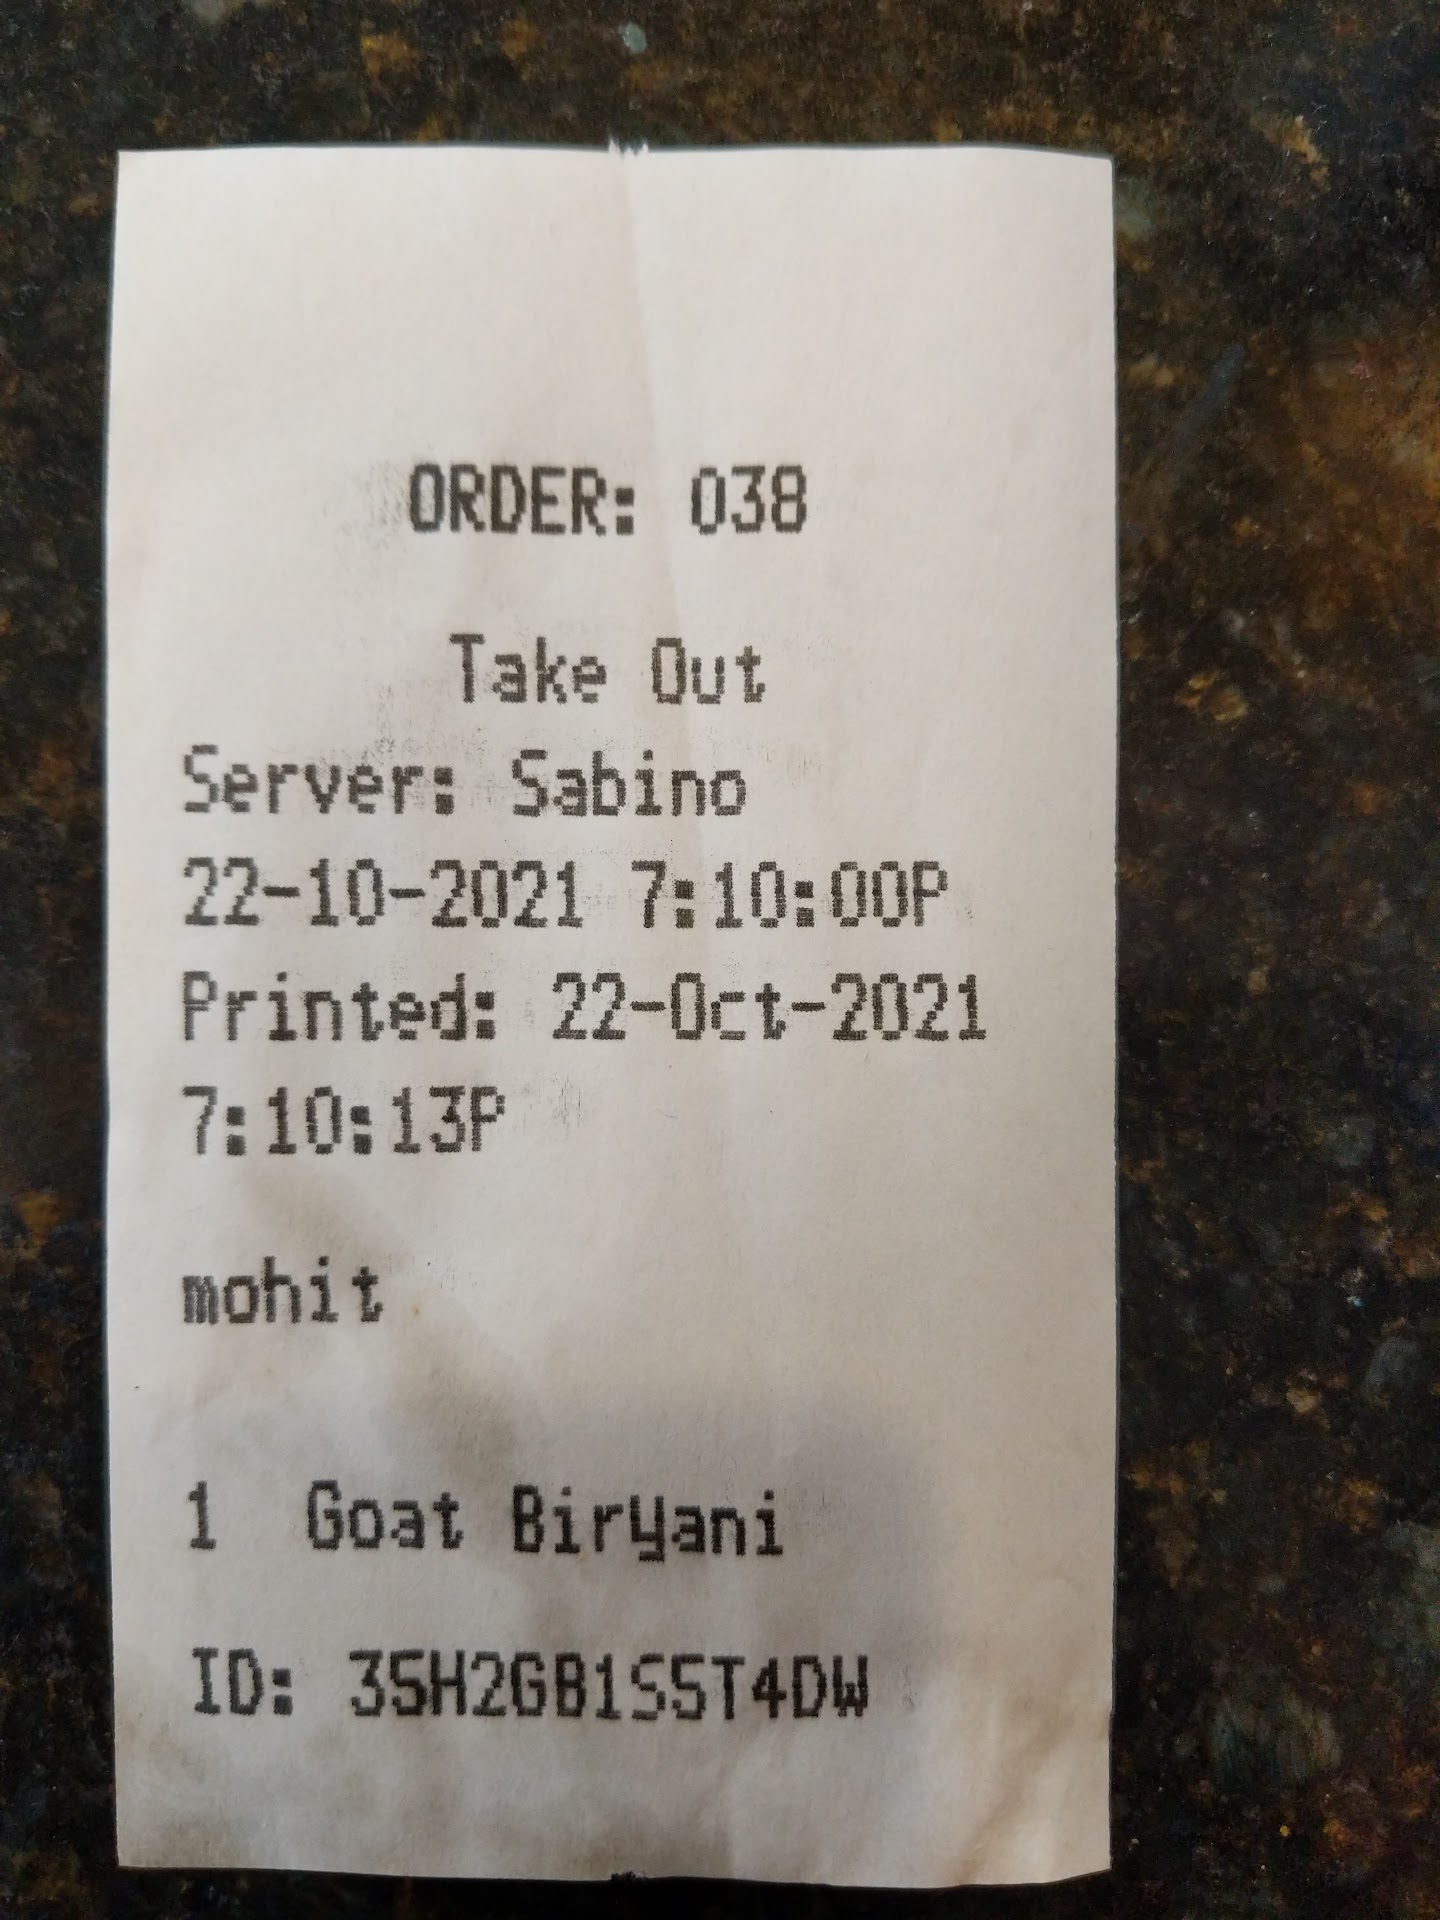 ORDER: 038
Take Out
Server: Sabino
22-10-2021 7:10:00P
Printed: 22-Oct-2021
7:10:13P
mohit
1 Goat Biryani
ID: 35H2GB1S5T4DW